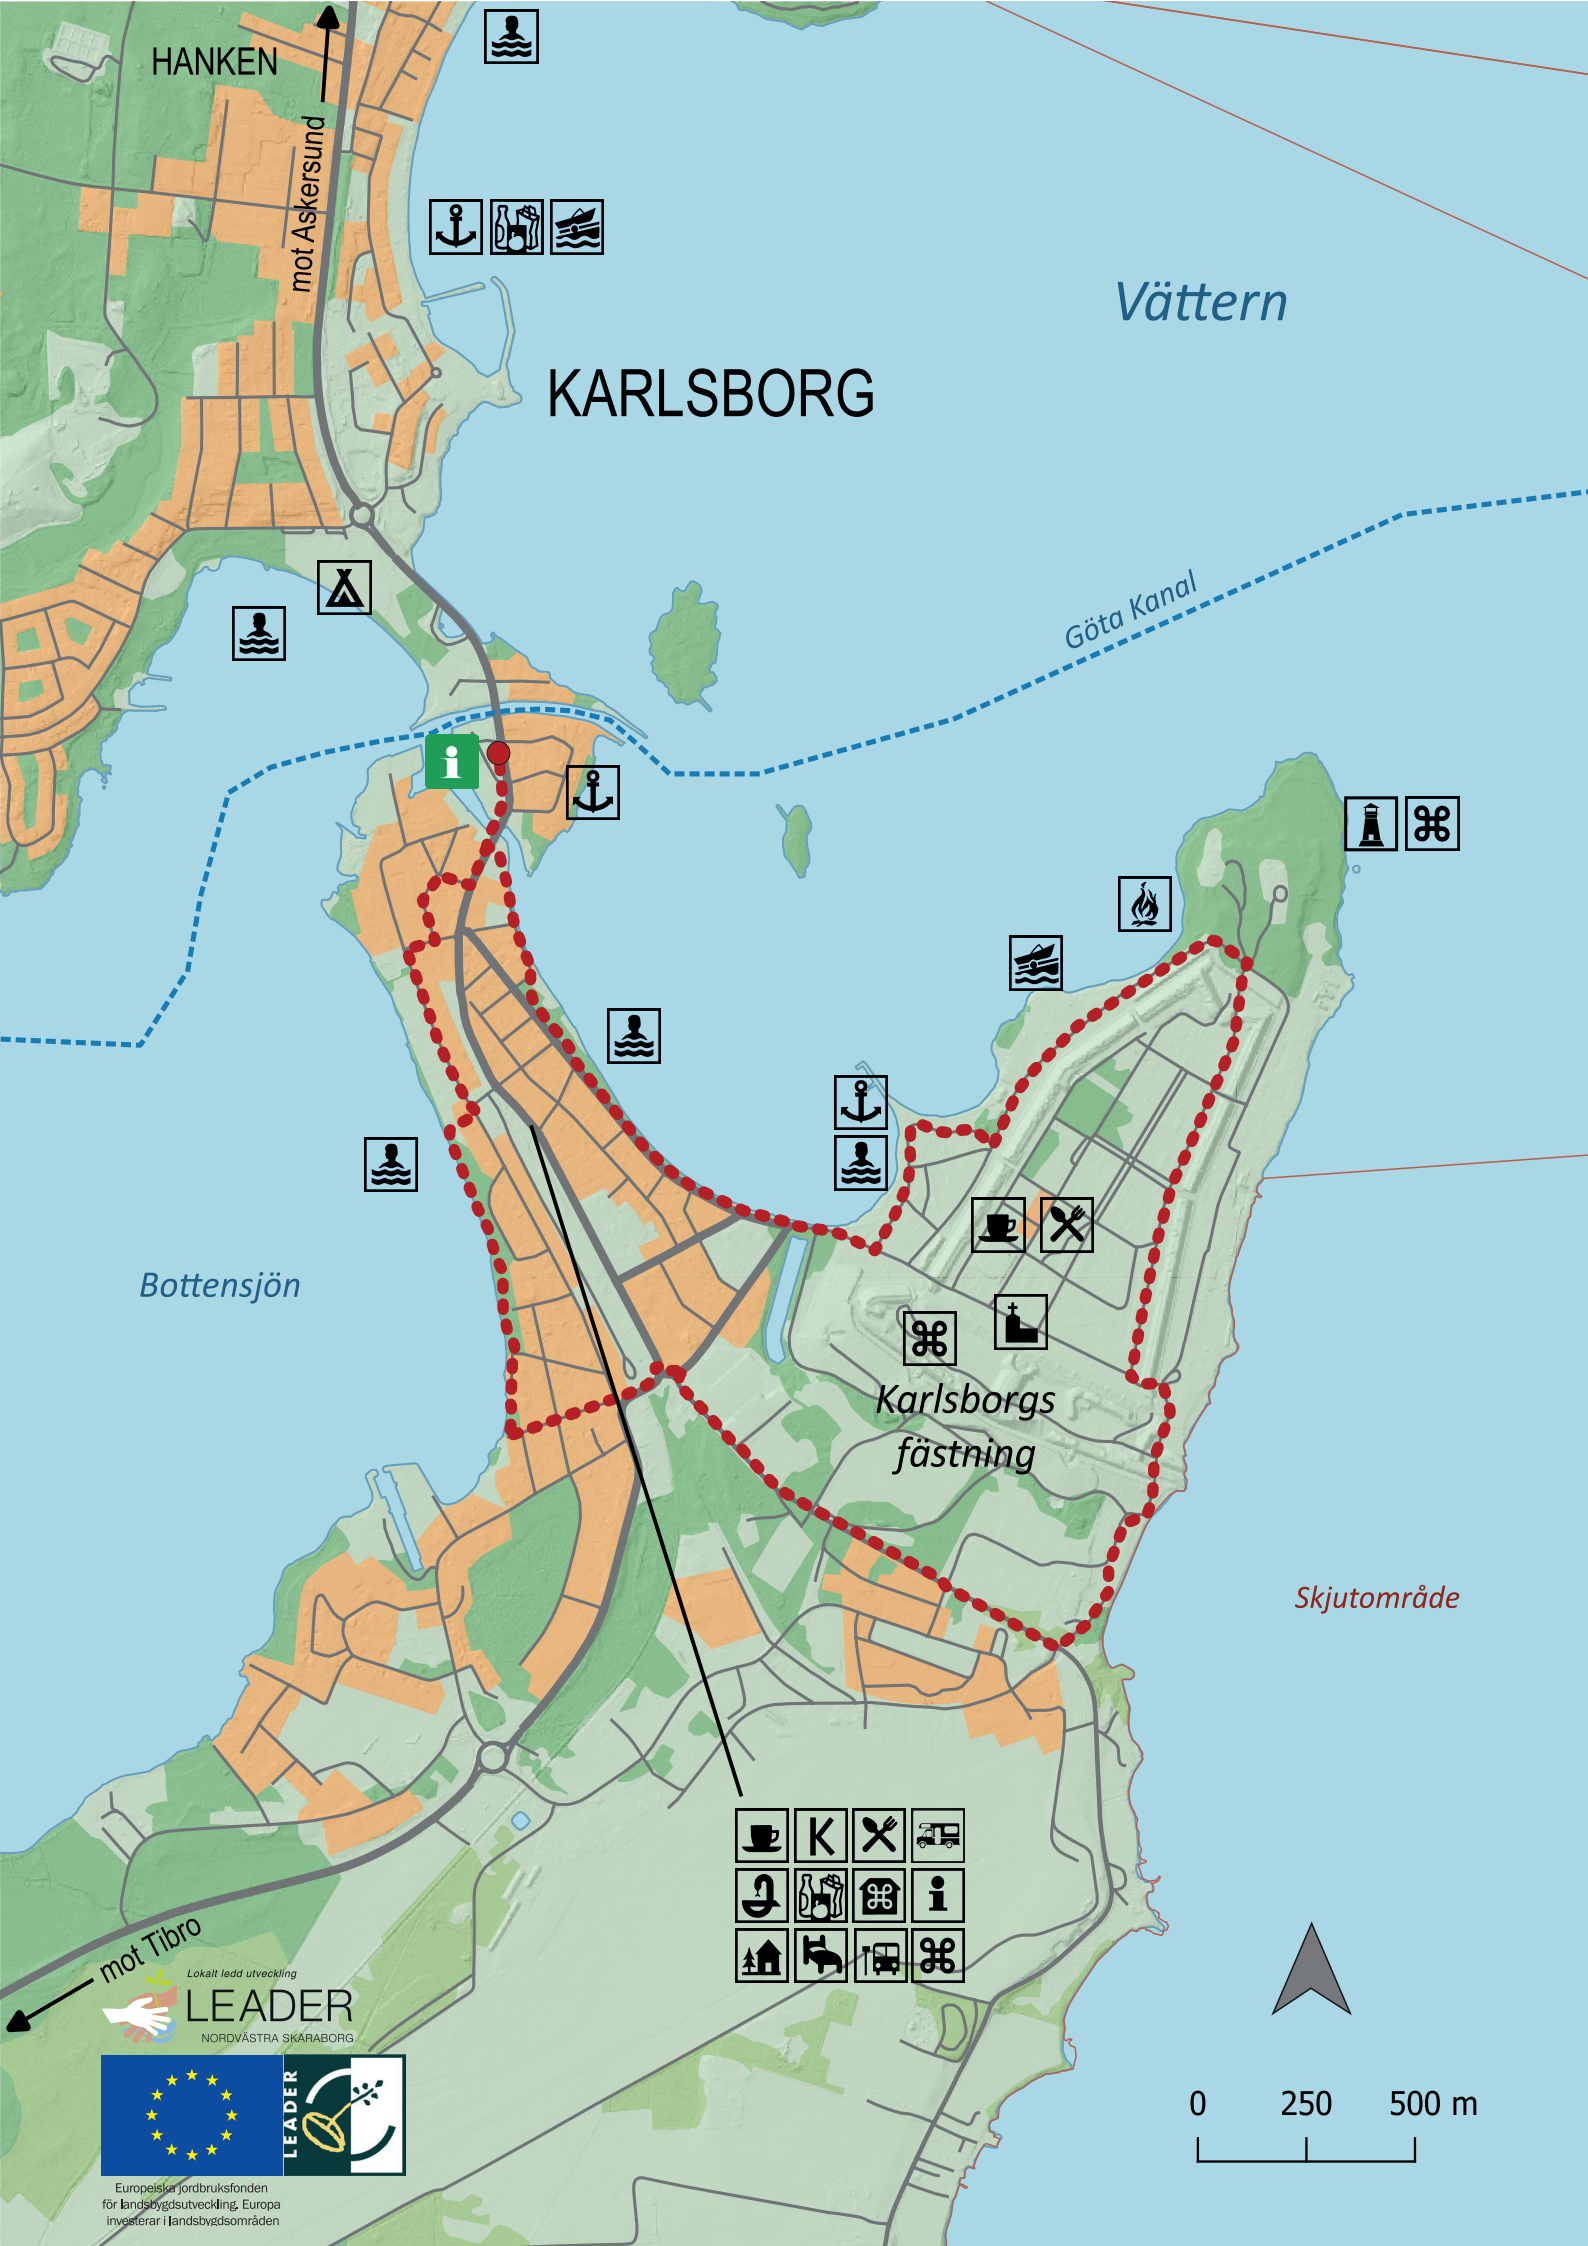 HANKEN
mot Askersund
Vättern
KARLSBORG
Göta Kanal
i
Bottensjön
Karlsborgs
fästning
Skjutområde
K
i
mot Tibro
Lokalt ledd utveckling
LEADER
NORDVÄSTRA SKARABORG
LEADER
0 250 500 m
Europeiska jordbruksfonden
för landsbygdsutveckling. Europa
investerar i landsbygdsområden